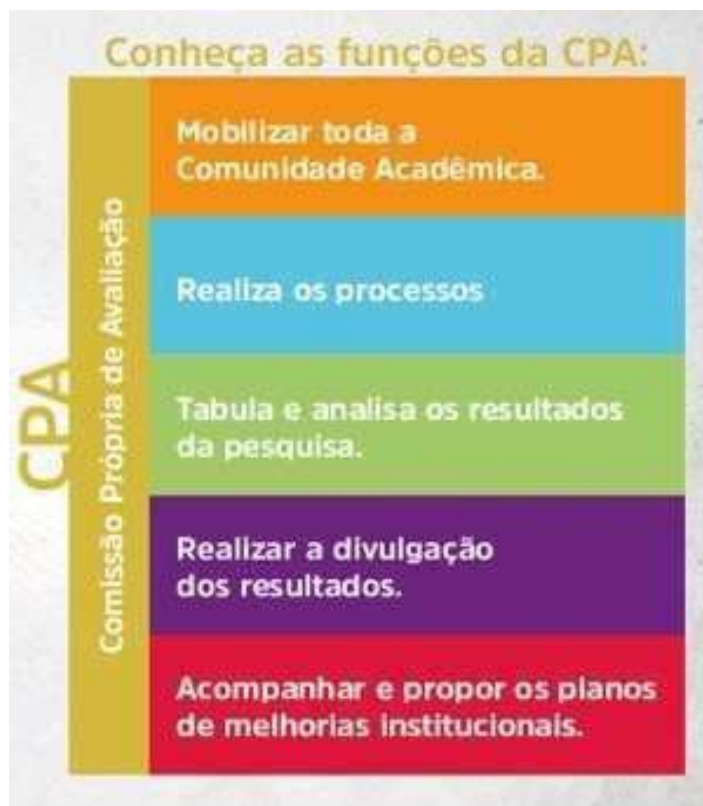 Conheça as funções da CPA:
CPA
Comissão Própria de Avaliação
Mobilizar toda a
Comunidade Acadêmica.
Realiza os processos
Tabula e analisa os resultados
da pesquisa.
Realizar a divulgação
dos resultados.
Acompanhar e propor os planos
de melhorias institucionais.